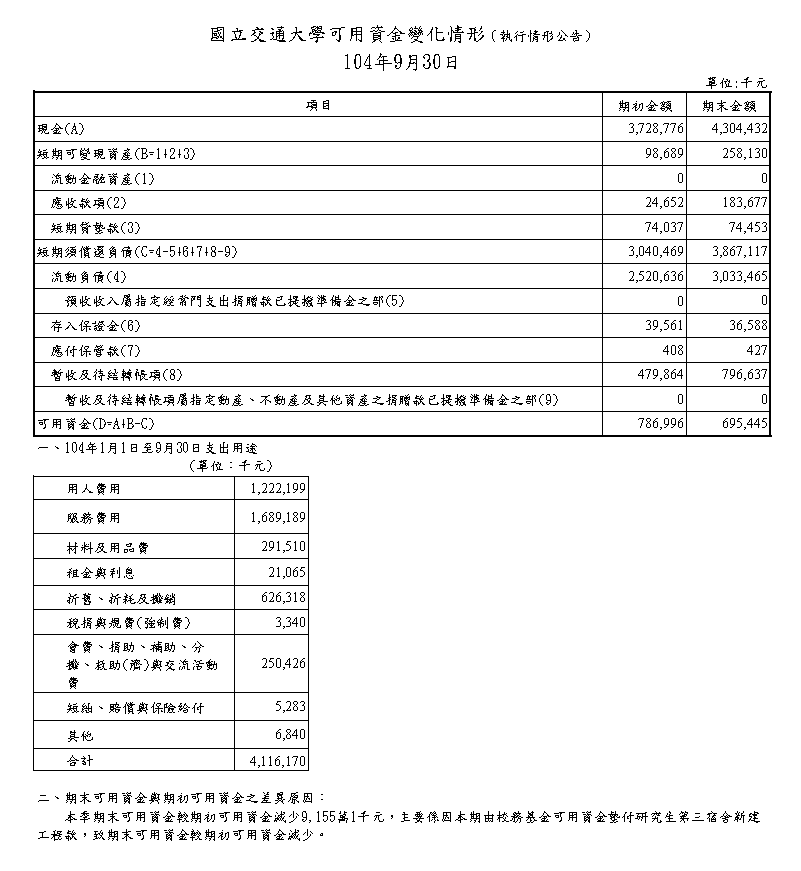 國立交通大學可用資金變化情形(執行情形公告)
104年9月30日
單位:千元
項目 期初金額 期末金額
現金(A) 3,728,776 4,304,432
短期可變現資產(B=1+2+3) 98,689 258,130
流動金融資產(1) 0 0
應收款項(2) 24,652 183,677
短期貸墊款(3) 74,037 74,453
短期須償還負債(C=4-5+6+7+8-9) 3,040,469 3,867,117
流動負債(4) 2,520,636 3,033,465
預收收入屬指定經常門支出捐贈款已提撥準備金之部(5) 0 0
存入保證金(6) 39,561 36,588
應付保管款(7) 408 427
暫收及待結轉帳項(8) 479,864 796,637
暫收及待結轉帳項屬指定動產、不動產及其他資產之捐贈款已提撥準備金之部(9) 0 0
可用資金(D=A+B-C) 786,996 695,445
一、104年1月1日至9月30日支出用途
(單位：千元)
用人費用 1,222,199
服務費用 1,689,189
材料及用品費 291,510
租金與利息 21,065
折舊、折耗及攤銷 626,318
稅捐與規費(強制費) 3,340
會費、捐助、補助、分
攤、救助(濟)與交流活動 250,426
費
短絀、賠償與保險給付 5,283
其他 6,840
合計 4,116,170
二、期末可用資金與期初可用資金之差異原因：
本季期末可用資金較期初可用資金減少9,155萬1千元，主要係因本期由校務基金可用資金墊付研究生第三宿舍新建
工程款，致期末可用資金較期初可用資金減少。